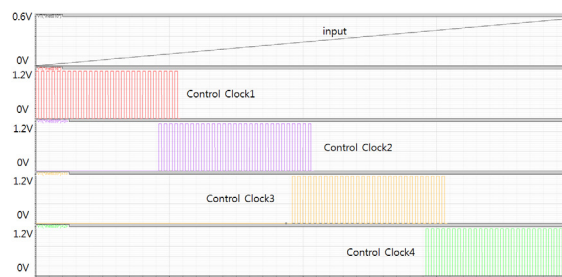 0.6V
input
0V
1.2V
Control Clock1
0V
1.2V
Control Clock2
0V
1.2V
Control Clock3
0V
1.2V
Control Clock4
0V